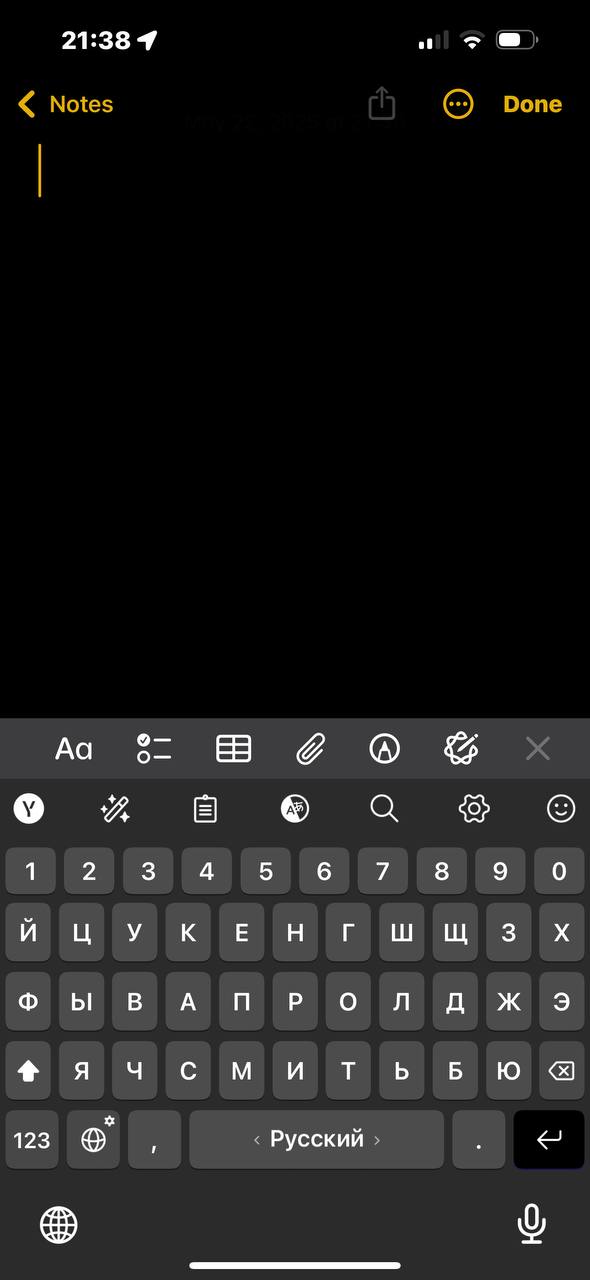 21:38
Notes
Done
Aa
1 2 3 4 5 6 7 8 9 0
Й Ц У К Е Н Г Ш Щ З Х
Ф Ы В А П Р О Л Д Ж Э
Я Ч С М И Т Ь Б Ю
123 , ‹ Русский › .